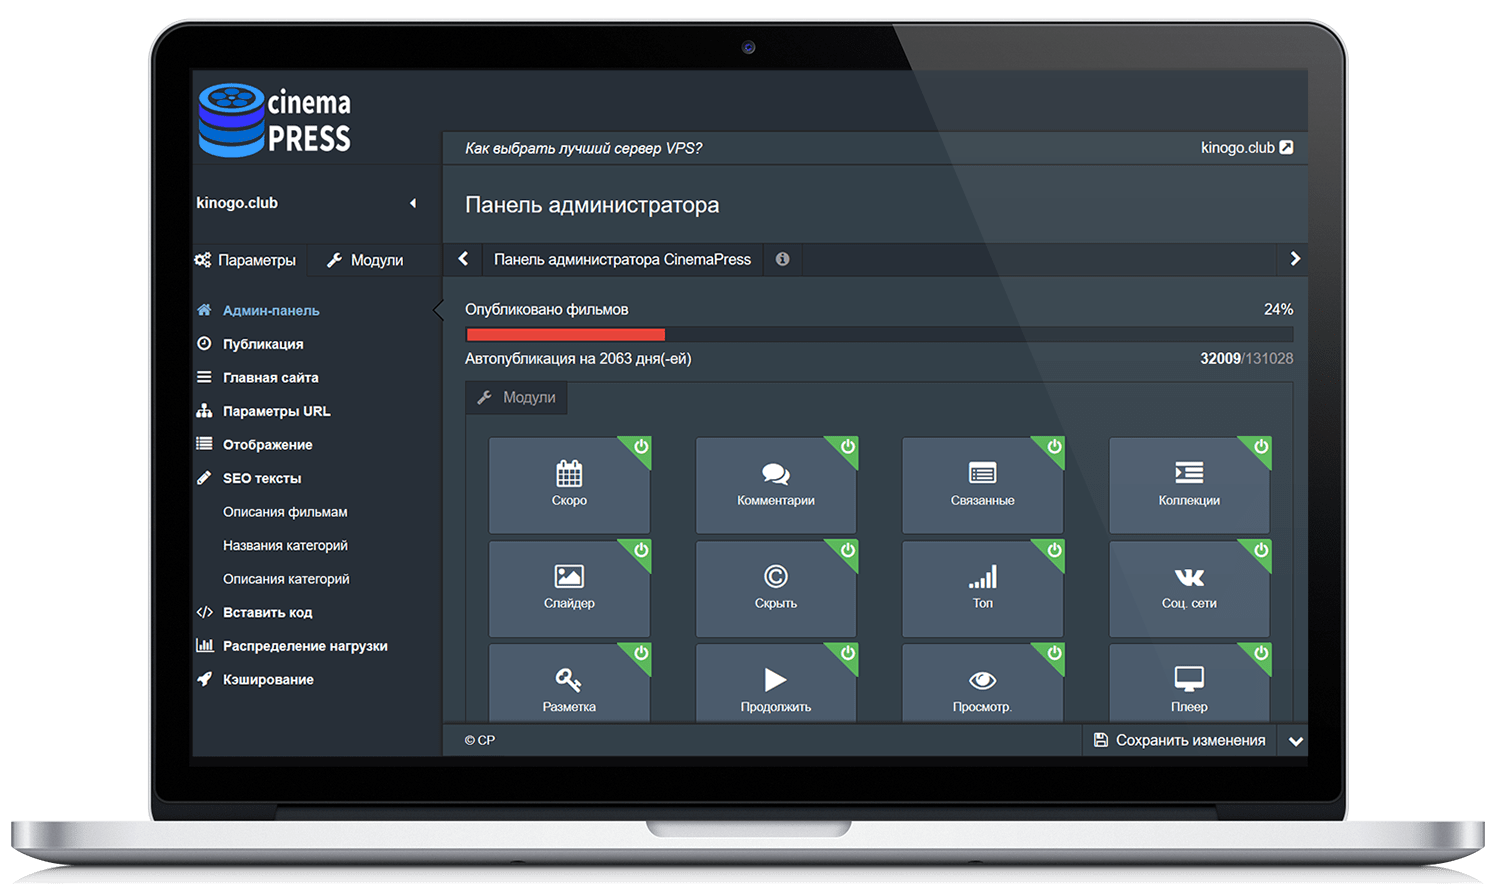 cinema
PRESS
Как выбрать лучший сервер VPS?
kinogo.club
kinogo.club
Панель администратора
Параметры
Модули
Панель администратора CinemaPress
Админ-панель
Публикация
Главная сайта
Параметры URL
Отображение
SEO тексты
Описания фильмам
Названия категорий
Описания категорий
Вставить код
Распределение нагрузки
Кэширование
Опубликовано фильмов
24%
Автопубликация на 2063 дня(-ей)
32009/131028
Модули
Скоро
Комментарии
Связанные
Коллекции
Слайдер
Скрыть
Топ
Соц. сети
Разметка
Продолжить
Просмотр.
Плеер
© CP
Сохранить изменения